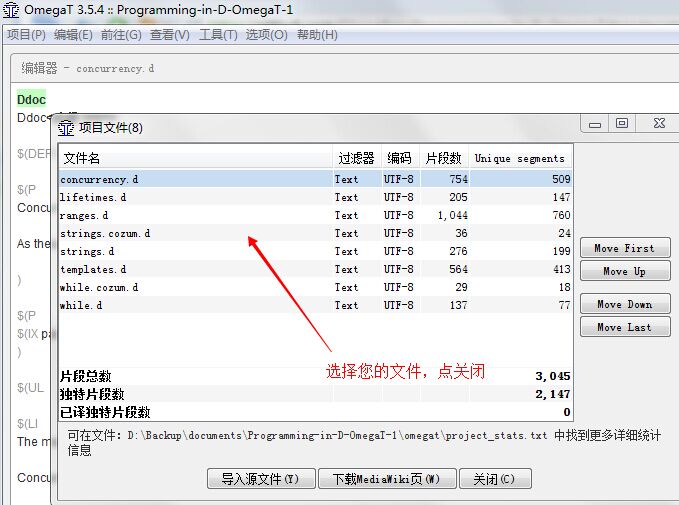 OmegaT 3.5.4 :: Programming-in-D-OmegaT-1
项目(P) 编辑(E) 前往(G) 查看(V) 工具(T) 选项(O) 帮助(H)
编辑器 - concurrency.d
Ddoc
Ddoc
项目文件(8)
$(DEF
$(P
Concu
As the
)
$(P
$(IX pa
)
$(UL
$(LI
The m
Concu
文件名 过滤器 编码 片段数 Unique segments
concurrency.d Text UTF-8 754 509
lifetimes.d Text UTF-8 205 147
ranges.d Text UTF-8 1,044 760
strings.cozum.d Text UTF-8 36 24
strings.d Text UTF-8 276 199
templates.d Text UTF-8 564 413
while.cozum.d Text UTF-8 29 18
while.d Text UTF-8 137 77
Move First
Move Up
Move Down
Move Last
选择您的文件，点关闭
片段总数 3,045
独特片段数 2,147
已译独特片段数 0
可在文件: D:\Backup\documents\Programming-in-D-OmegaT-1\omegat\project_stats.txt 中找到更多详细统计
信息
导入源文件(Y) 下载MediaWiki页(W) 关闭(C)